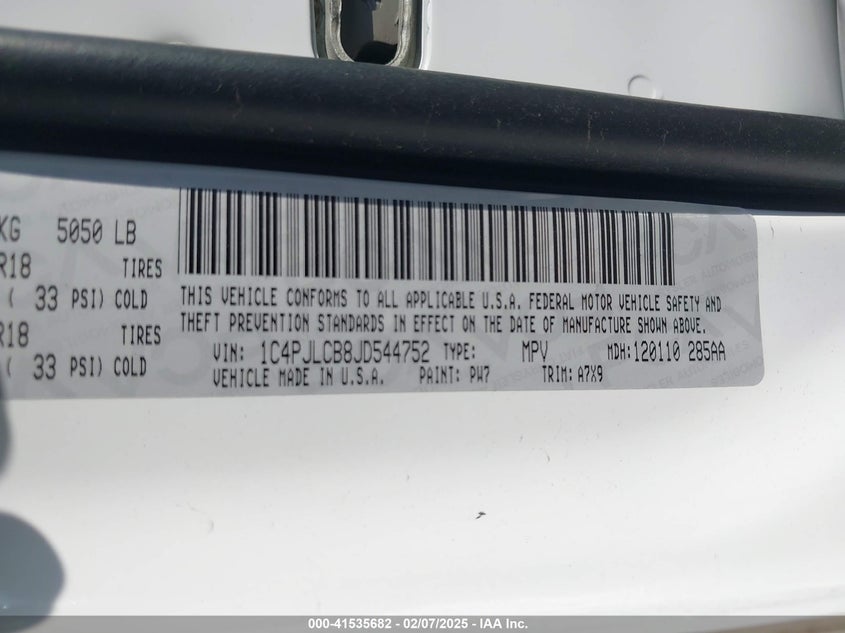 KG 5050 LB
R18 TIRES
( 33 PSI) COLD
R18 TIRES
( 33 PSI) COLD
THIS VEHICLE CONFORMS TO ALL APPLICABLE U.S.A. FEDERAL MOTOR VEHICLE SAFETY AND
THEFT PREVENTION STANDARDS IN EFFECT ON THE DATE OF MANUFACTURE SHOWN ABOVE.
VIN: 1C4PJLCB8JD544752 TYPE: MPV MDH:120110 285AA
VEHICLE MADE IN U.S.A. PAINT: PW7 TRIM: A7X9
000-41535682 - 02/07/2025 - IAA Inc.